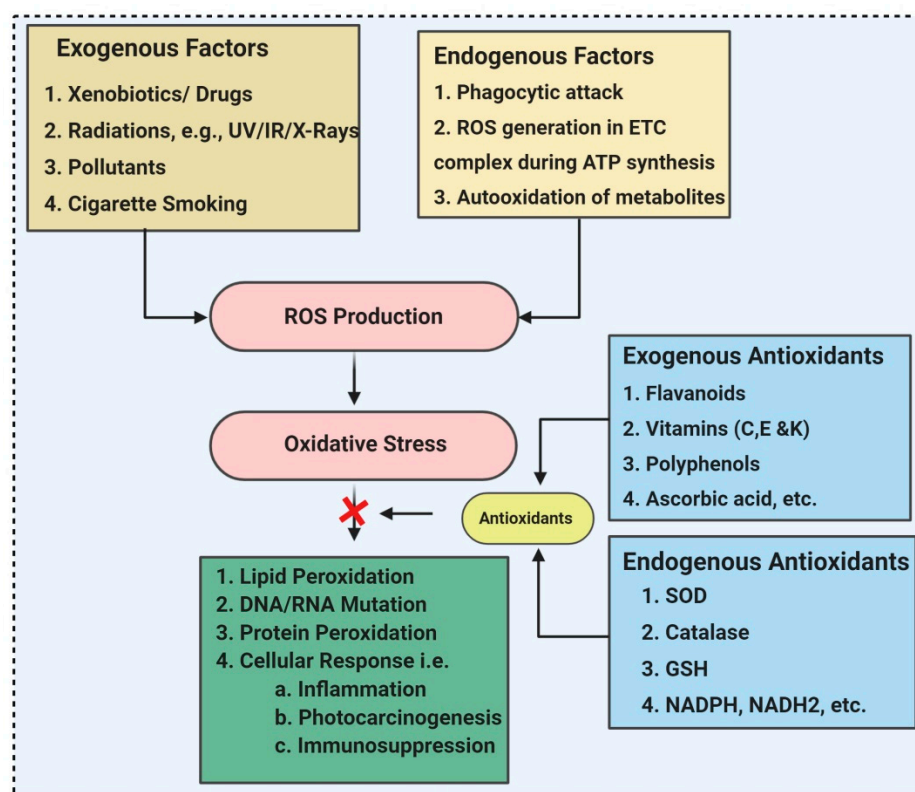 Exogenous Factors
1. Xenobiotics/ Drugs
2. Radiations, e.g., UV/IR/X-Rays
3. Pollutants
4. Cigarette Smoking
Endogenous Factors
1. Phagocytic attack
2. ROS generation in ETC
complex during ATP synthesis
3. Autooxidation of metabolites
ROS Production
Oxidative Stress
Exogenous Antioxidants
1. Flavanoids
2. Vitamins (C,E &K)
3. Polyphenols
4. Ascorbic acid, etc.
Antioxidants
Endogenous Antioxidants
1. SOD
2. Catalase
3. GSH
4. NADPH, NADH2, etc.
1. Lipid Peroxidation
2. DNA/RNA Mutation
3. Protein Peroxidation
4. Cellular Response i.e.
a. Inflammation
b. Photocarcinogenesis
c. Immunosuppression